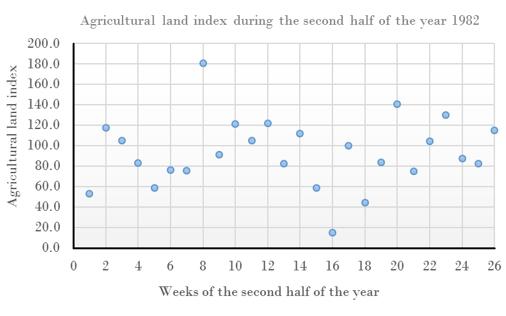 Agricultural land index during the second half of the year 1982
200.0
180.0
160.0
140.0
120.0
100.0
80.0
60.0
40.0
20.0
0.0
Agricultural land index
0 2 4 6 8 10 12 14 16 18 20 22 24 26
Weeks of the second half of the year